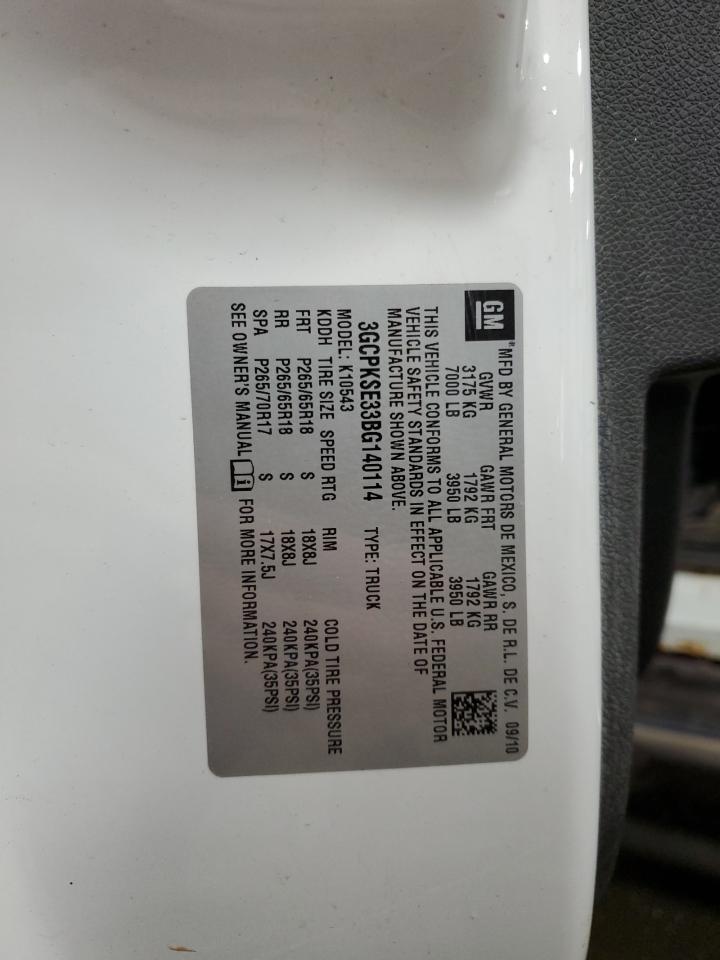 GM ® MFD BY GENERAL MOTORS DE MEXICO, S. DE R.L. DE C.V. 09/10
GVWR GAWR FRT GAWR RR
3175 KG 1792 KG 1792 KG
7000 LB 3950 LB 3950 LB
THIS VEHICLE CONFORMS TO ALL APPLICABLE U.S. FEDERAL MOTOR
VEHICLE SAFETY STANDARDS IN EFFECT ON THE DATE OF
MANUFACTURE SHOWN ABOVE.
3GCPKSE33BG140114 TYPE: TRUCK
MODEL: K10543
KDDH TIRE SIZE SPEED RTG RIM COLD TIRE PRESSURE
FRT P265/65R18 S 18X8J 240KPA(35PSI)
RR P265/65R18 S 18X8J 240KPA(35PSI)
SPA P265/70R17 S 17X7.5J 240KPA(35PSI)
SEE OWNER'S MANUAL i FOR MORE INFORMATION.